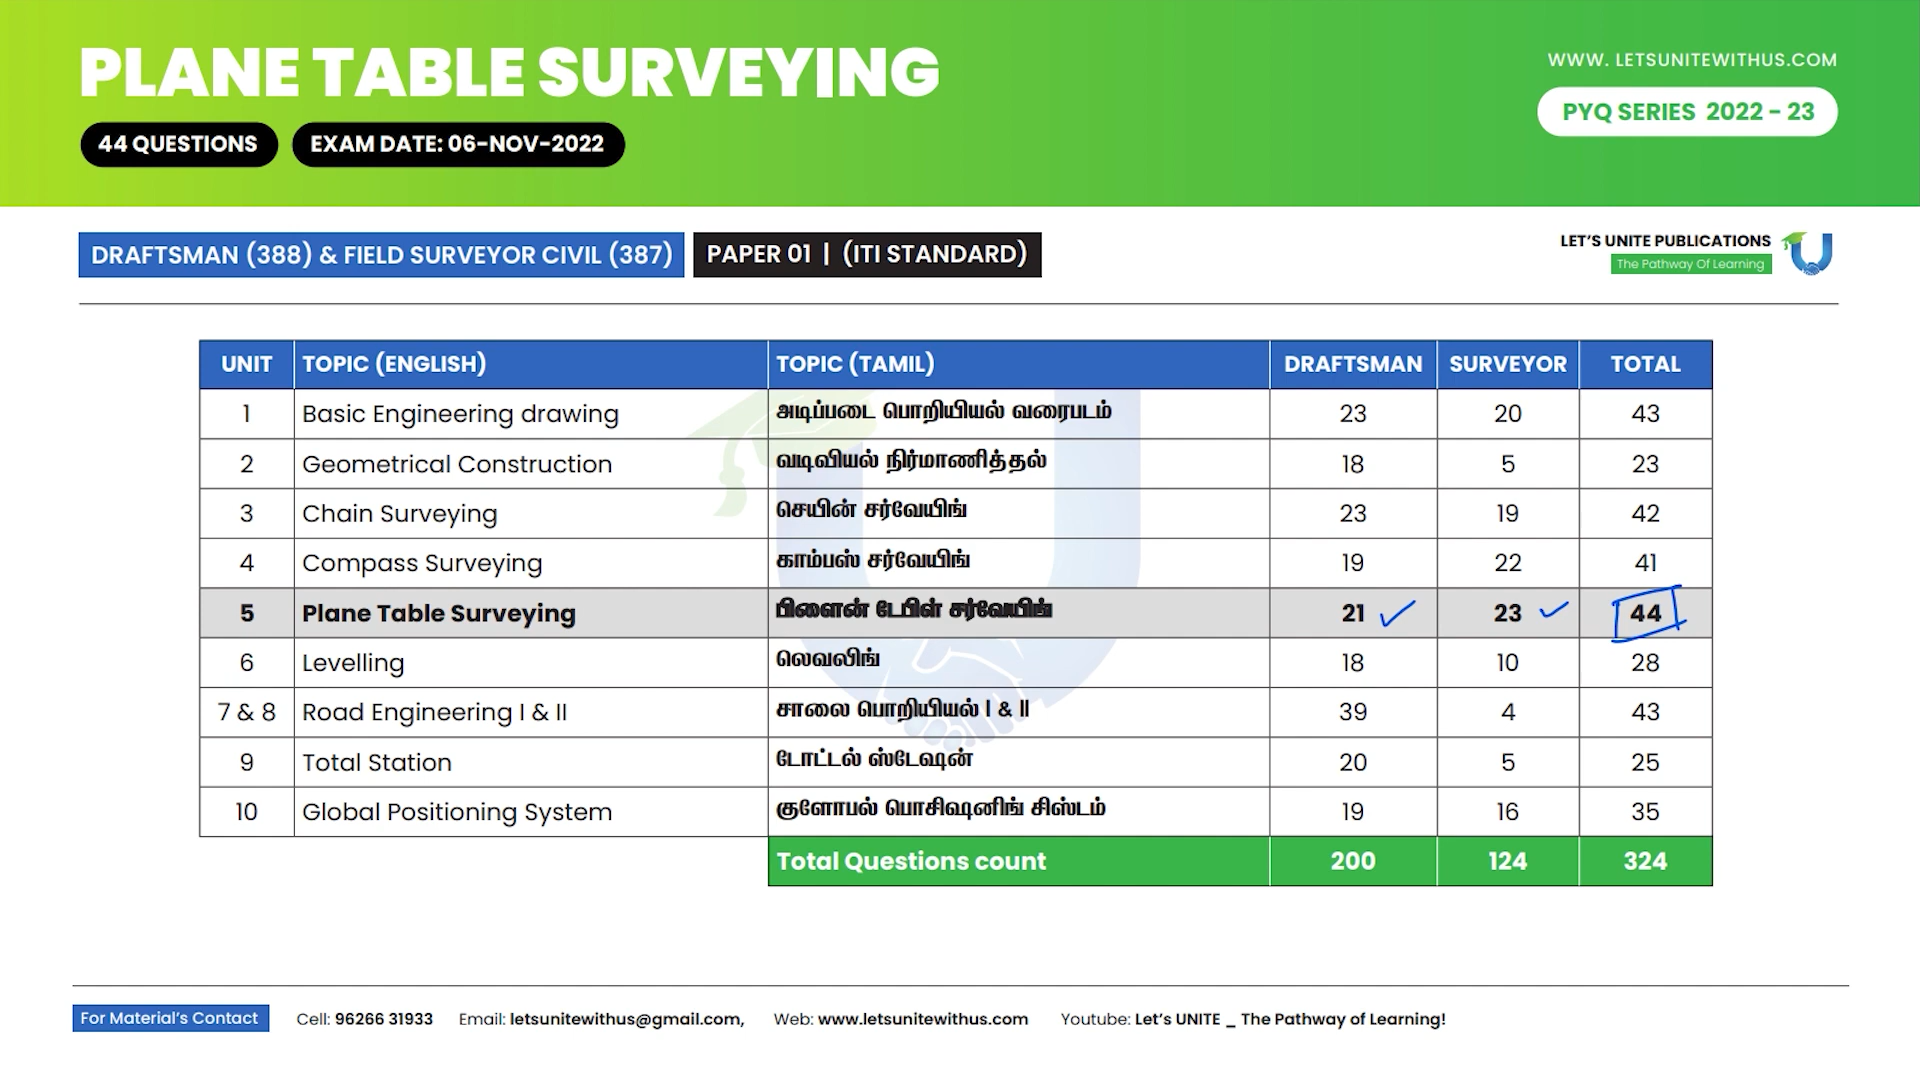 PLANE TABLE SURVEYING
WWW. LETSUNITEWITHUS.COM
PYQ SERIES 2022 - 23
44 QUESTIONS EXAM DATE: 06-NOV-2022
DRAFTSMAN (388) & FIELD SURVEYOR CIVIL (387) PAPER 01 | (ITI STANDARD)
LET'S UNITE PUBLICATIONS
The Pathway Of Learning
UNIT TOPIC (ENGLISH) TOPIC (TAMIL) DRAFTSMAN SURVEYOR TOTAL
1 Basic Engineering drawing அடிப்படை பொறியியல் வரைபடம் 23 20 43
2 Geometrical Construction வடிவியல் நிர்மாணித்தல் 18 5 23
3 Chain Surveying செயின் சர்வேயிங் 23 19 42
4 Compass Surveying காம்பஸ் சர்வேயிங் 19 22 41
5 Plane Table Surveying பிளைன் டேபிள் சர்வேயிங் 21 23 44
6 Levelling லெவலிங் 18 10 28
7 & 8 Road Engineering I & II சாலை பொறியியல் I & II 39 4 43
9 Total Station டோட்டல் ஸ்டேஷன் 20 5 25
10 Global Positioning System குளோபல் பொசிஷனிங் சிஸ்டம் 19 16 35
Total Questions count 200 124 324
For Material's Contact Cell: 96266 31933 Email: letsunitewithus@gmail.com, Web: www.letsunitewithus.com Youtube: Let's UNITE _ The Pathway of Learning!